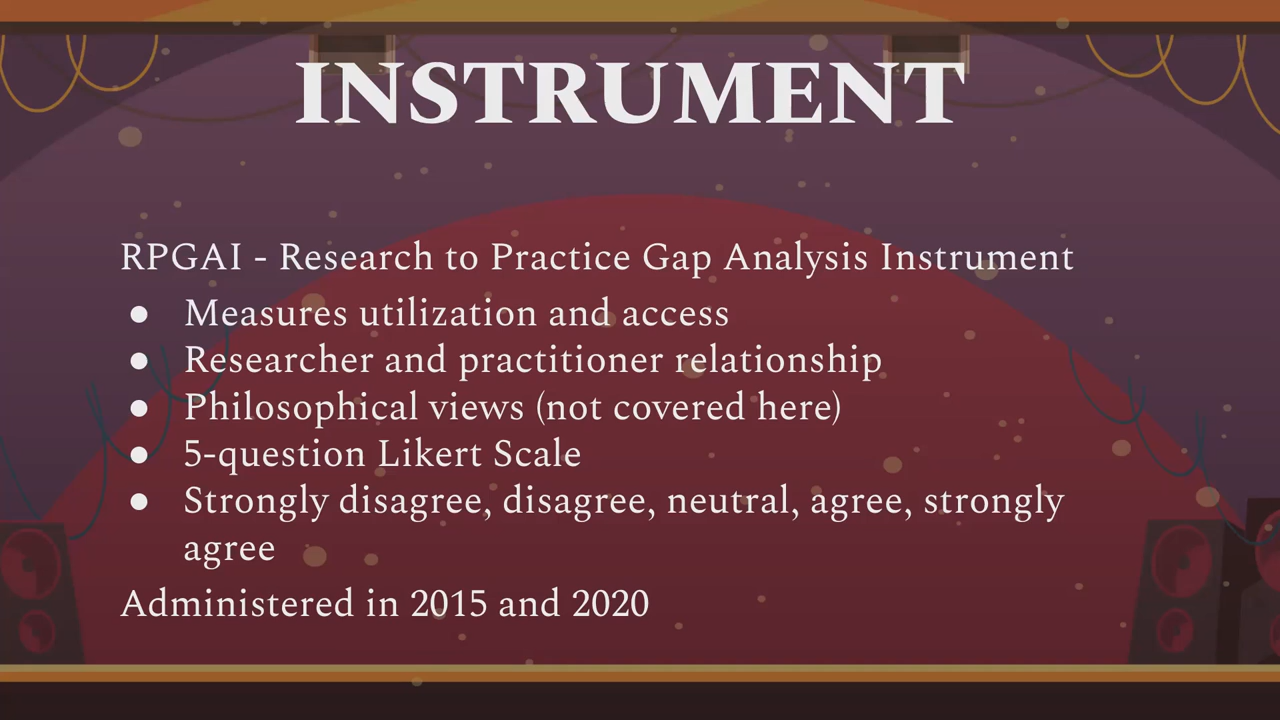 INSTRUMENT
RPGAI - Research to Practice Gap Analysis Instrument
● Measures utilization and access
● Researcher and practitioner relationship
● Philosophical views (not covered here)
● 5-question Likert Scale
● Strongly disagree, disagree, neutral, agree, strongly
agree
Administered in 2015 and 2020